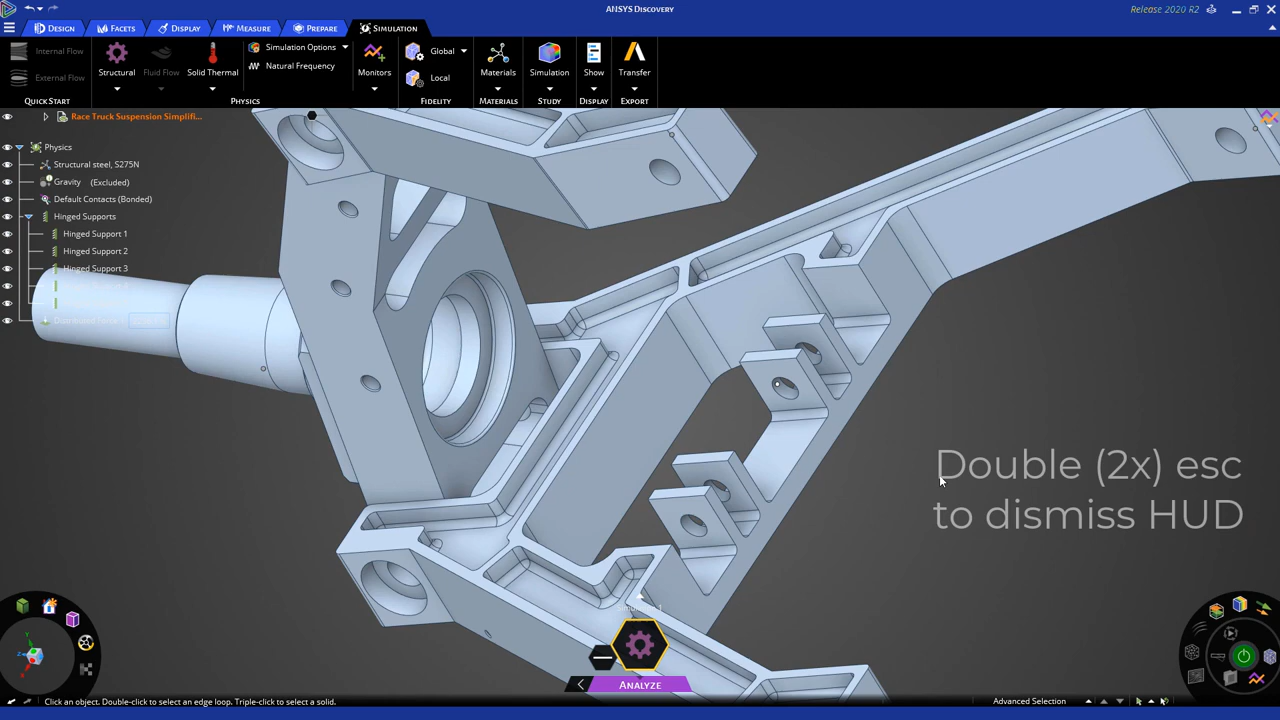 ANSYS Discovery
Release 2020 R2
Design
Facets
Display
Measure
Prepare
Simulation
Internal Flow
External Flow
Quick Start
Structural
Fluid Flow
Solid Thermal
Simulation Options
Natural Frequency
Physics
Monitors
Global
Local
Fidelity
Materials
Materials
Simulation
Study
Show
Display
Transfer
Export
Race Truck Suspension Simplifi...
Physics
Structural steel, S275N
Gravity (Excluded)
Default Contacts (Bonded)
Hinged Supports
Hinged Support 1
Hinged Support 2
Hinged Support 3
Double (2x) esc
to dismiss HUD
Analyze
Click an object. Double-click to select an edge loop. Triple-click to select a solid.
Advanced Selection